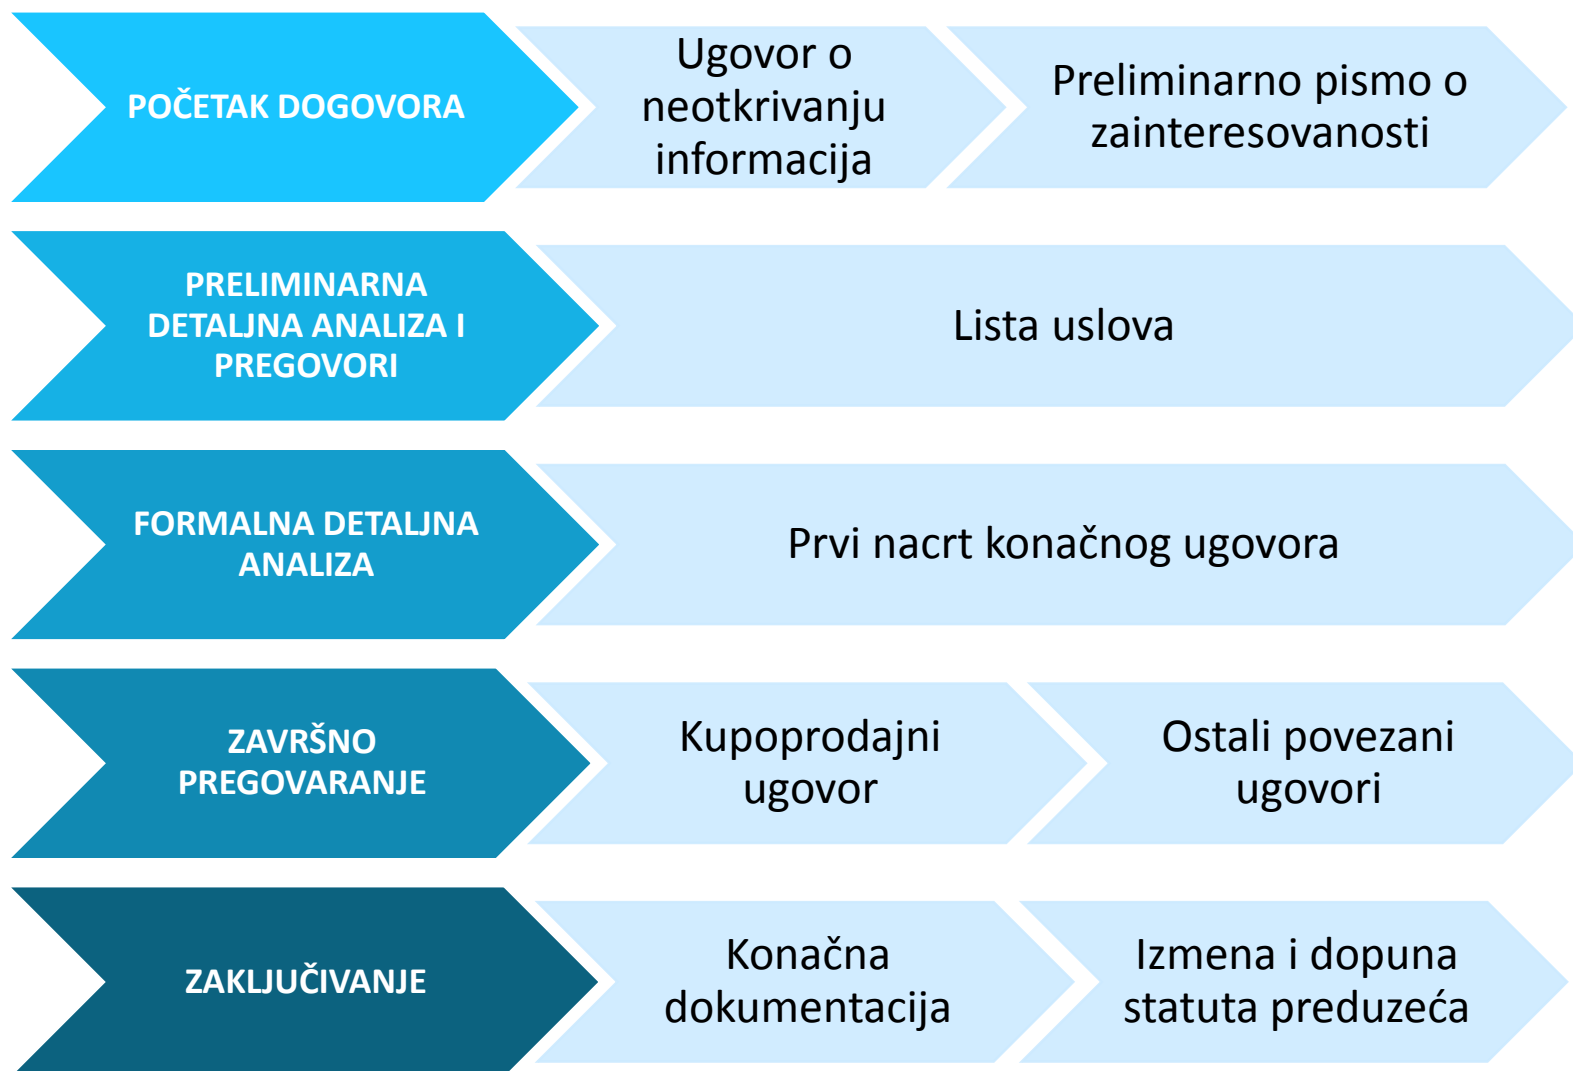 POČETAK DOGOVORA
Ugovor o
neotkrivanju
informacija
Preliminarno pismo o
zainteresovanosti
PRELIMINARNA
DETALJNA ANALIZA I
PREGOVORI
Lista uslova
FORMALNA DETALJNA
ANALIZA
Prvi nacrt konačnog ugovora
ZAVRŠNO
PREGOVARANJE
Kupoprodajni
ugovor
Ostali povezani
ugovori
ZAKLJUČIVANJE
Konačna
dokumentacija
Izmena i dopuna
statuta preduzeća